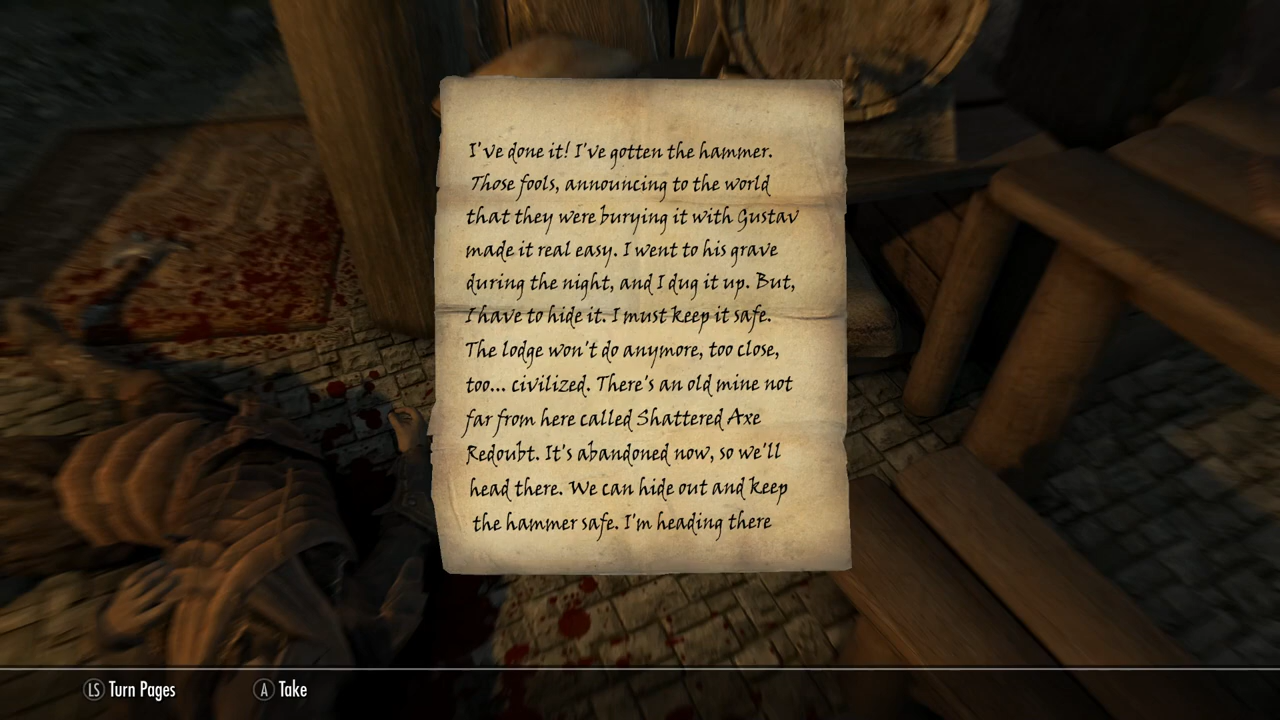 I've done it! I've gotten the hammer.
Those fools, announcing to the world
that they were burying it with Gustav
made it real easy. I went to his grave
during the night, and I dug it up. But,
I have to hide it. I must keep it safe.
The lodge won't do anymore, too close,
too... civilized. There's an old mine not
far from here called Shattered Axe
Redoubt. It's abandoned now, so we'll
head there. We can hide out and keep
the hammer safe. I'm heading there
LS Turn Pages
A Take